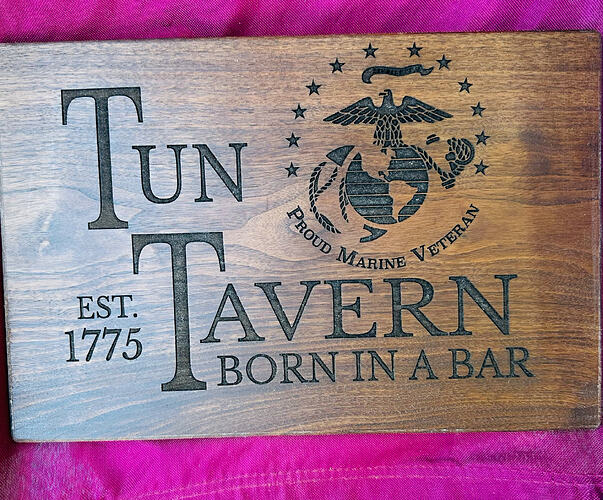 TUN
PROUD MARINE VETERAN
TAVERN
EST.
1775
BORN IN A BAR